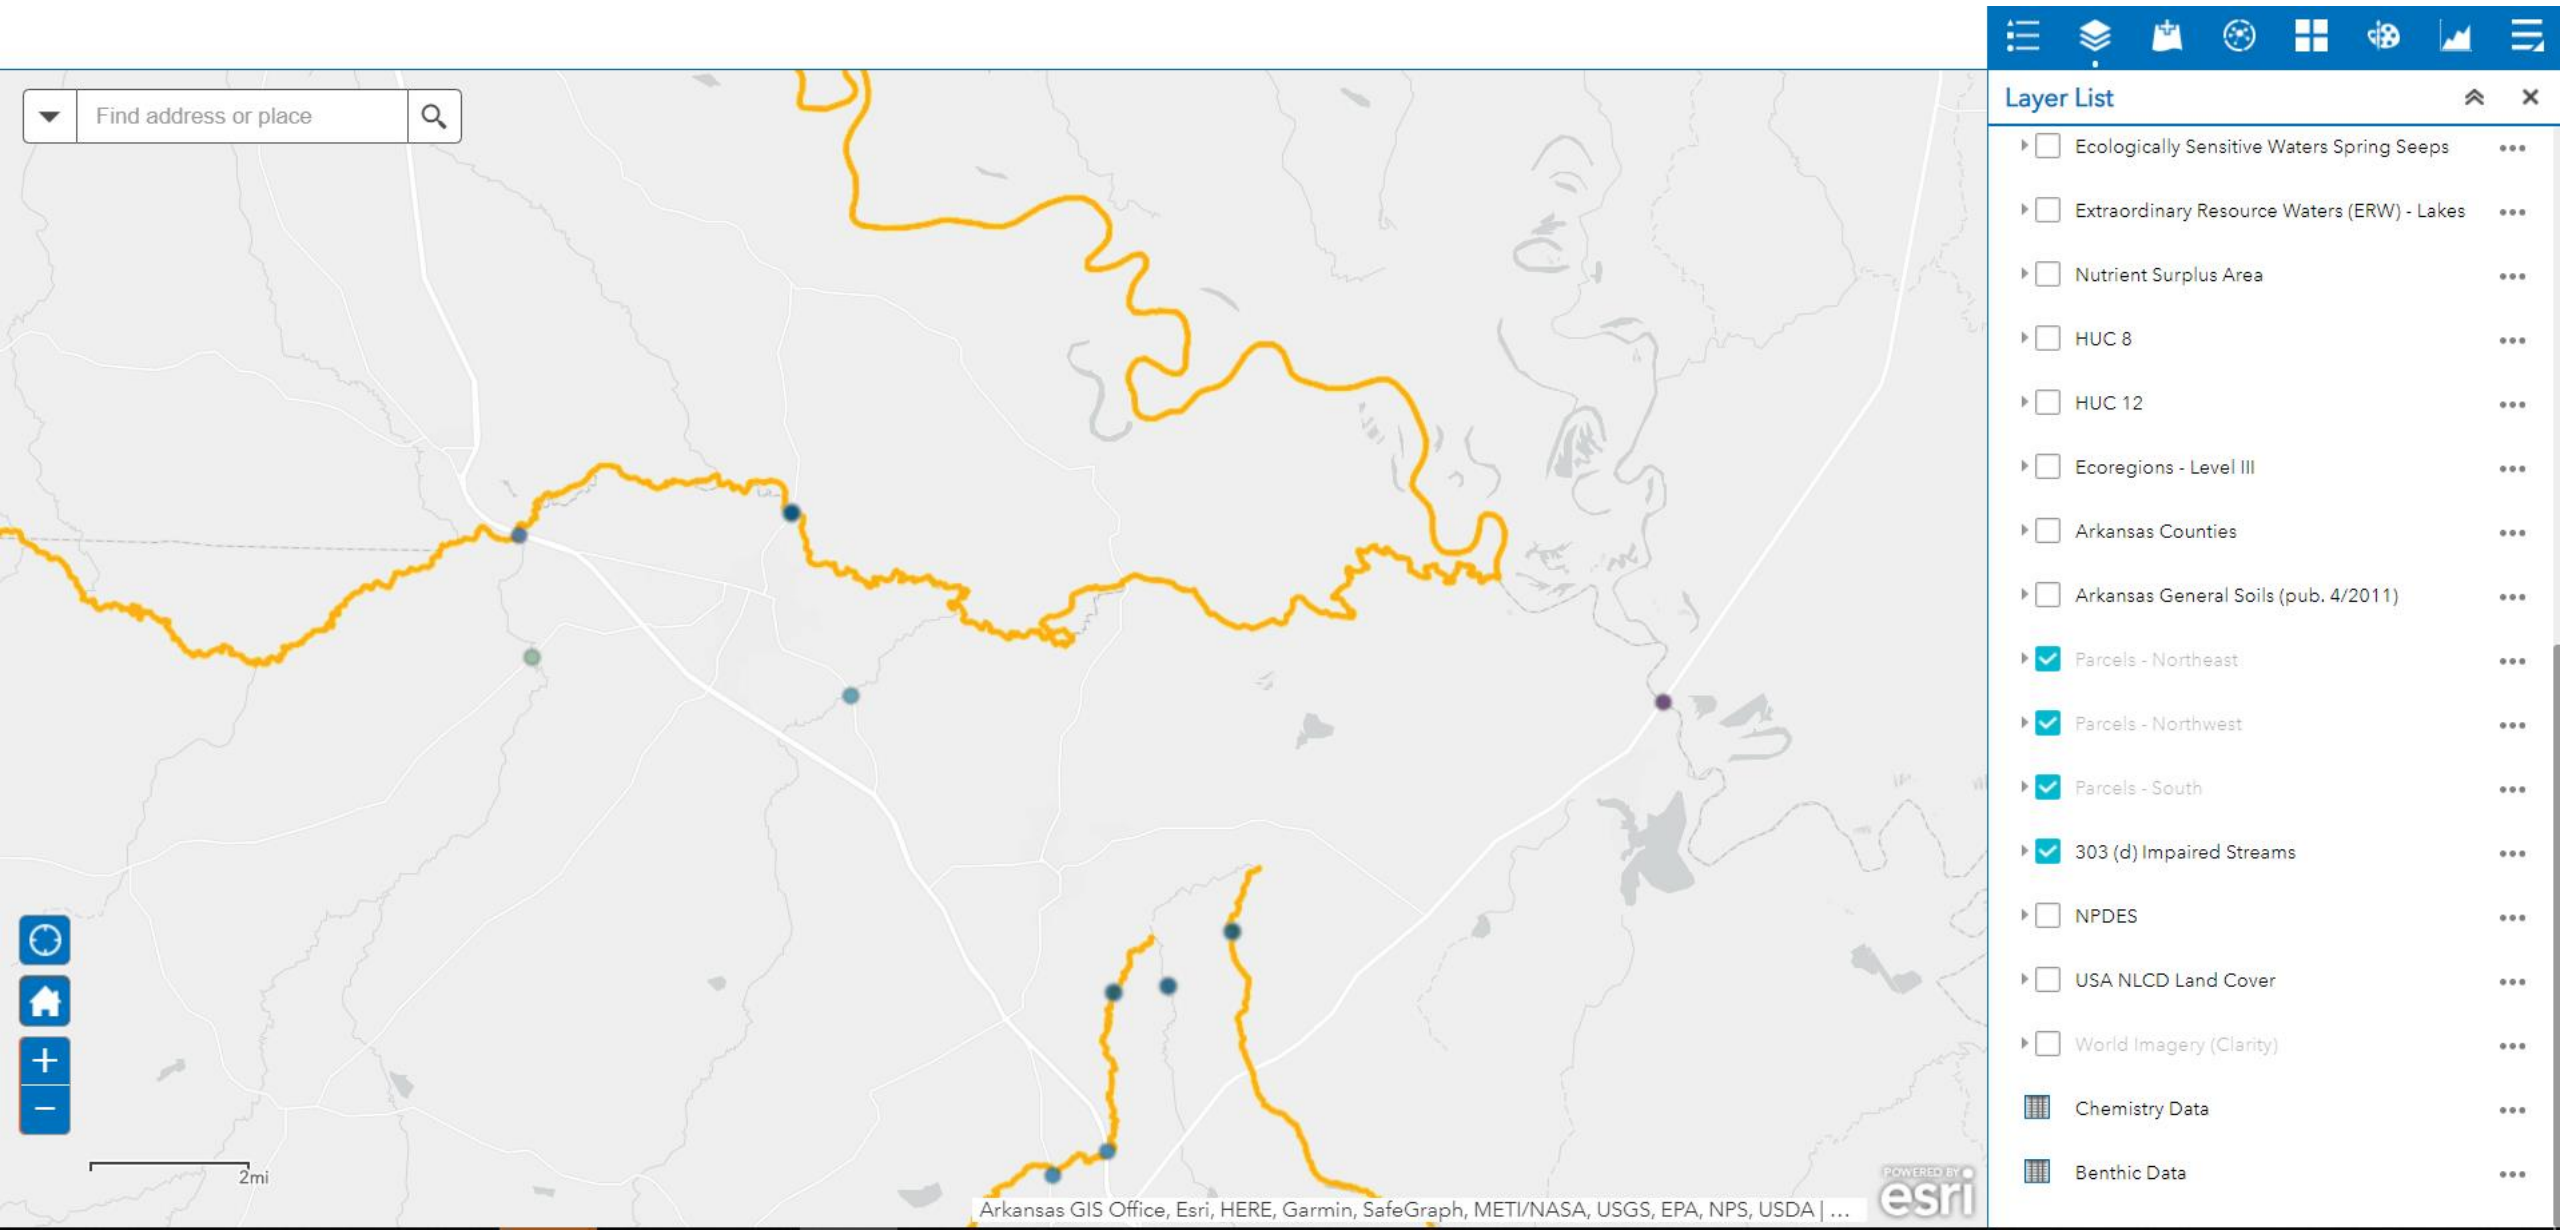 Find address or place
Layer List
Ecologically Sensitive Waters Spring Seeps
Extraordinary Resource Waters (ERW) - Lakes
Nutrient Surplus Area
HUC 8
HUC 12
Ecoregions - Level III
Arkansas Counties
Arkansas General Soils (pub. 4/2011)
Parcels - Northeast
Parcels - Northwest
Parcels - South
303 (d) Impaired Streams
NPDES
USA NLCD Land Cover
World Imagery (Clarity)
Chemistry Data
Benthic Data
+
−
2mi
POWERED BY
esri
Arkansas GIS Office, Esri, HERE, Garmin, SafeGraph, METI/NASA, USGS, EPA, NPS, USDA | ...